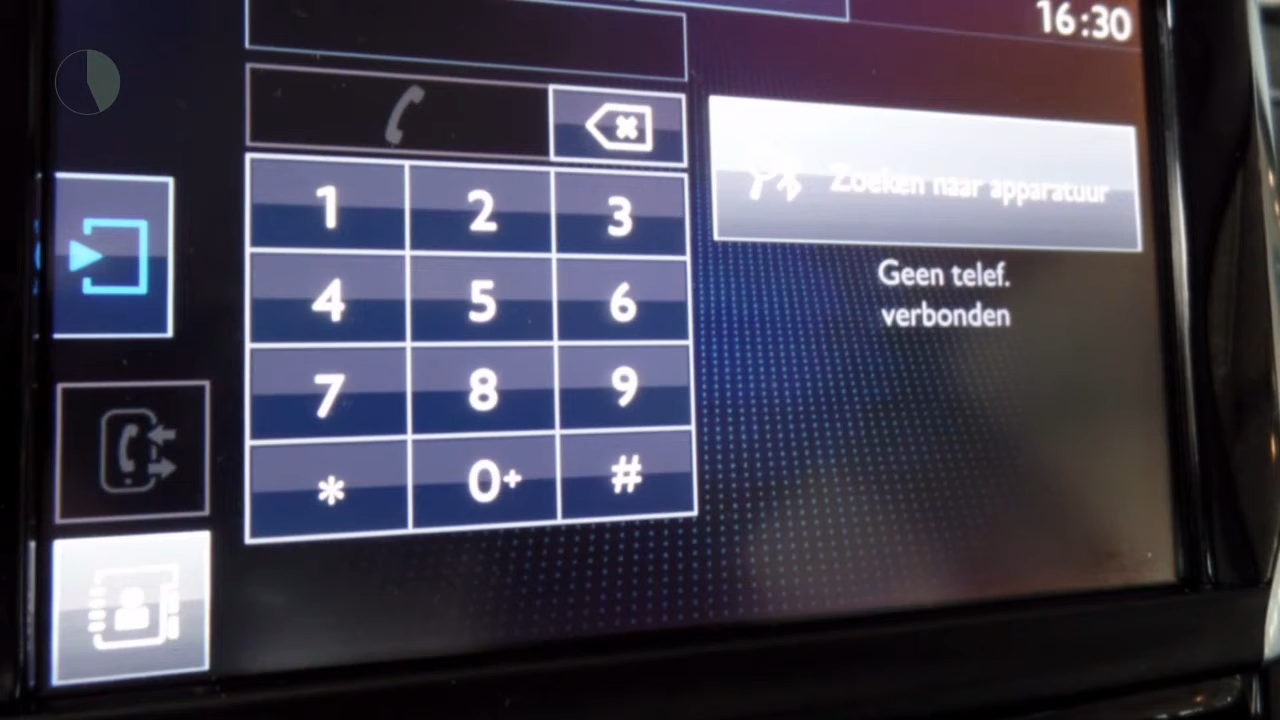 16:30
Zoeken naar apparatuur
Geen telef.
verbonden
1 2 3
4 5 6
7 8 9
* 0+ #